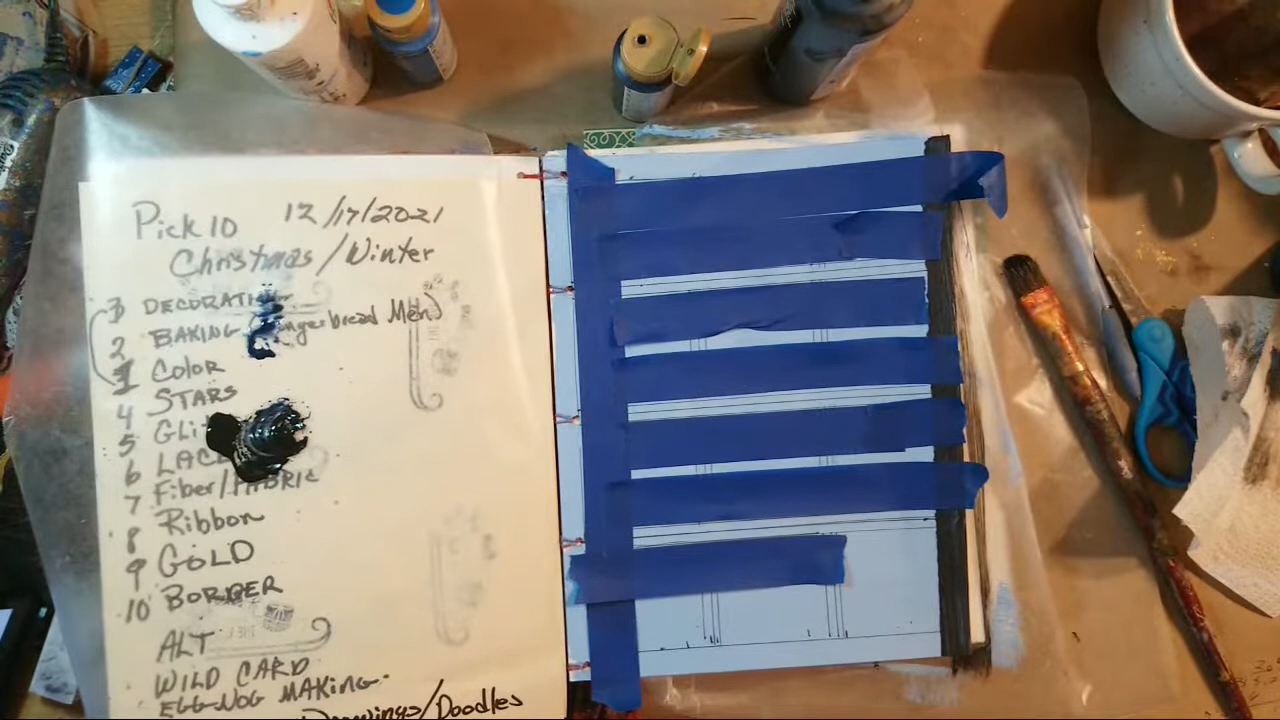 Pick 10 12/17/2021
Christmas/Winter
3 DECORATI
2 BAKING (Gingerbread Men)
1 Color
4 STARS
5 GLI
6 LACE
7 Fiber/FABRIC
8 Ribbon
9 GOLD
10 BORDER
ALT
WILD CARD
EGG-NOG MAKING.
Drawings/Doodles